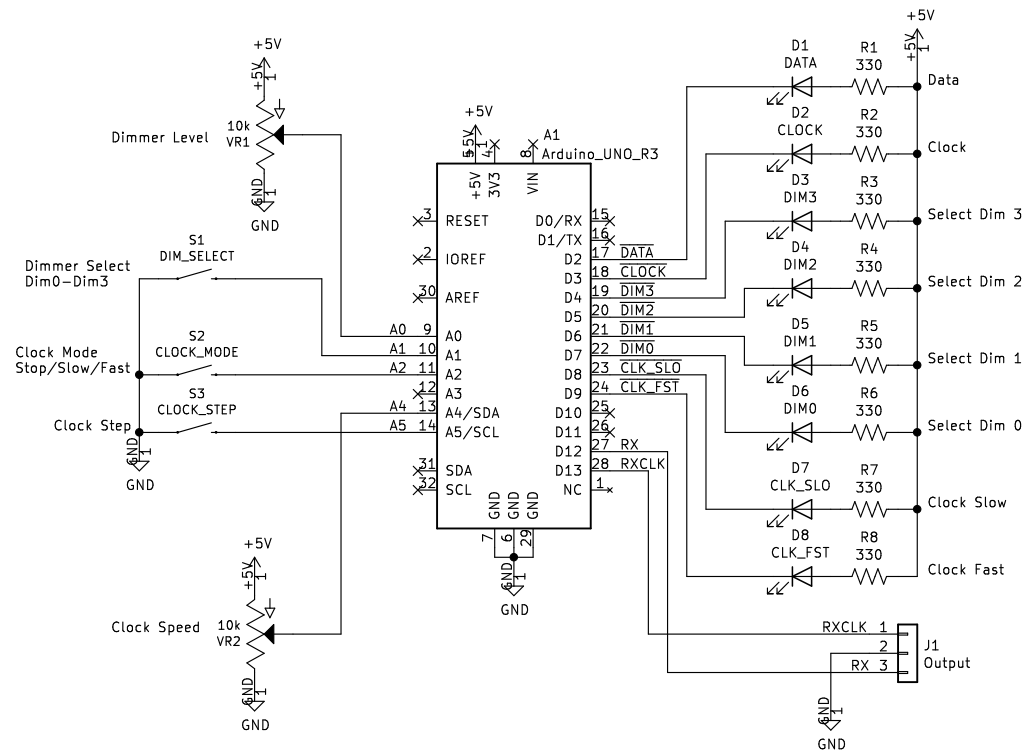 +5V
+5V
1
10k
VR1
Dimmer Level
GND
1
GND
S1
DIM_SELECT
Dimmer Select
Dim0-Dim3
S2
CLOCK_MODE
Clock Mode
Stop/Slow/Fast
S3
CLOCK_STEP
Clock Step
GND
1
GND
+5V
+5V
1
10k
VR2
Clock Speed
GND
1
GND
+5V
+5V
1
5
4
8
A1
Arduino_UNO_R3
+5V
3V3
VIN
3 RESET
2 IOREF
30 AREF
A0 9 A0
A1 10 A1
A2 11 A2
12 A3
A4 13 A4/SDA
A5 14 A5/SCL
31 SDA
32 SCL
D0/RX 15
D1/TX 16
D2 17 DATA
D3 18 CLOCK
D4 19 DIM3
D5 20 DIM2
D6 21 DIM1
D7 22 DIM0
D8 23 CLK_SLO
D9 24 CLK_FST
D10 25
D11 26
D12 27 RX
D13 28 RXCLK
NC 1
GND
GND
GND
7
6
29
GND
1
GND
+5V
+5V
1
D1
DATA
R1
330
Data
D2
CLOCK
R2
330
Clock
D3
DIM3
R3
330
Select Dim 3
D4
DIM2
R4
330
Select Dim 2
D5
DIM1
R5
330
Select Dim 1
D6
DIM0
R6
330
Select Dim 0
D7
CLK_SLO
R7
330
Clock Slow
D8
CLK_FST
R8
330
Clock Fast
RXCLK 1
2
RX 3
J1
Output
GND
1
GND